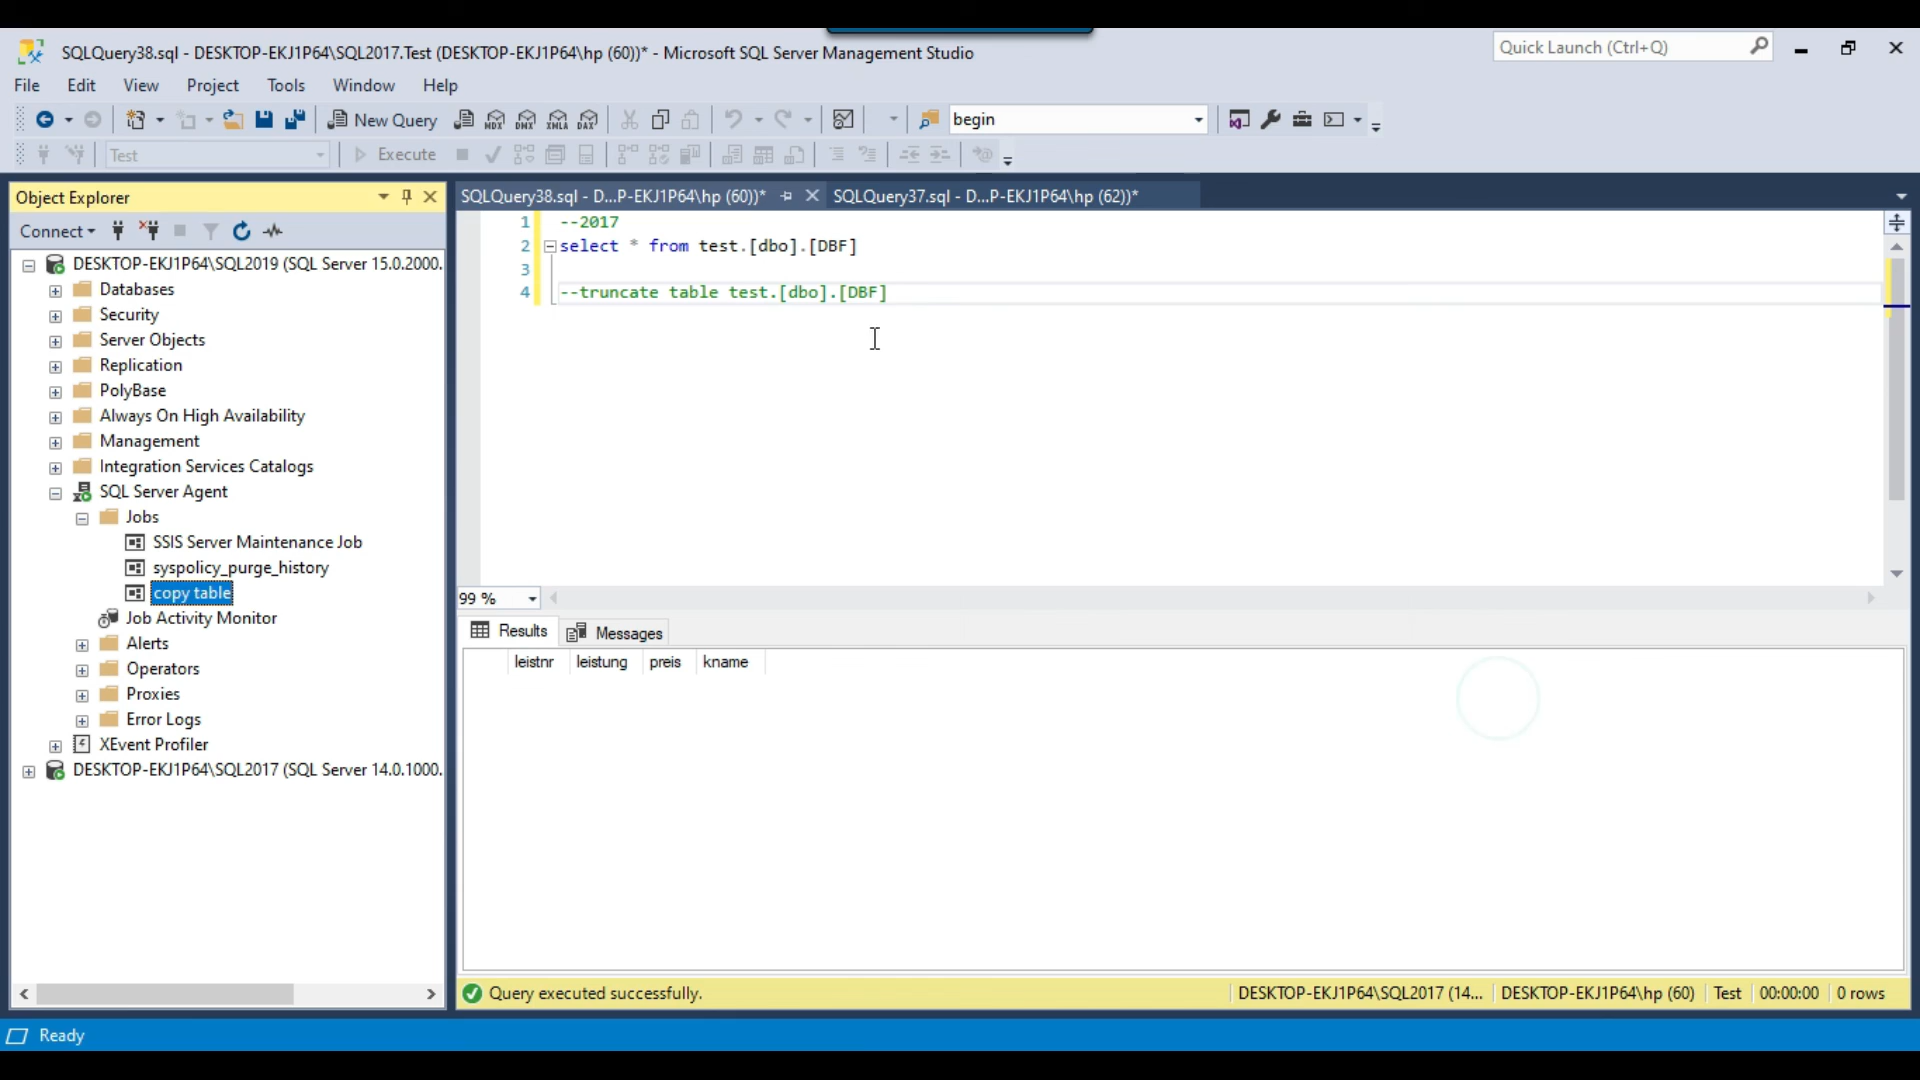 SQLQuery38.sql - DESKTOP-EKJ1P64\SQL2017.Test (DESKTOP-EKJ1P64\hp (60))* - Microsoft SQL Server Management Studio
Quick Launch (Ctrl+Q)
File Edit View Project Tools Window Help
New Query
MDX DMX XMLA DAX
begin
Test
Execute
Object Explorer
SQLQuery38.sql - D...P-EKJ1P64\hp (60))*
SQLQuery37.sql - D...P-EKJ1P64\hp (62))*
Connect
DESKTOP-EKJ1P64\SQL2019 (SQL Server 15.0.2000.
Databases
Security
Server Objects
Replication
PolyBase
Always On High Availability
Management
Integration Services Catalogs
SQL Server Agent
Jobs
SSIS Server Maintenance Job
syspolicy_purge_history
copy table
Job Activity Monitor
Alerts
Operators
Proxies
Error Logs
XEvent Profiler
DESKTOP-EKJ1P64\SQL2017 (SQL Server 14.0.1000.
1 --2017
2 select * from test.[dbo].[DBF]
3
4 --truncate table test.[dbo].[DBF]
99 %
Results Messages
leistnr leistung preis kname
Query executed successfully.
DESKTOP-EKJ1P64\SQL2017 (14... DESKTOP-EKJ1P64\hp (60) Test 00:00:00 0 rows
Ready